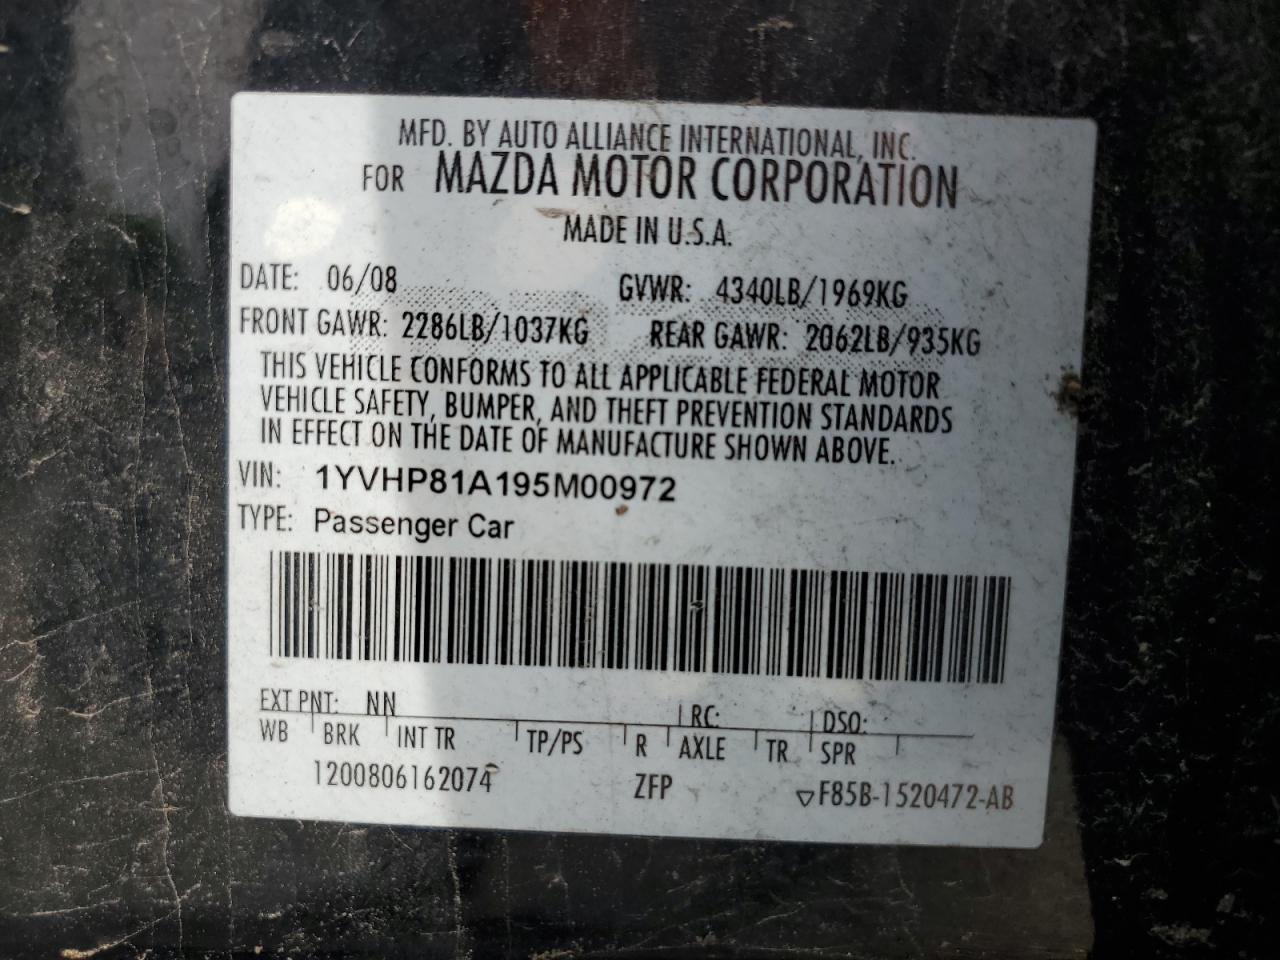 MFD. BY AUTO ALLIANCE INTERNATIONAL, INC.
FOR MAZDA MOTOR CORPORATION
MADE IN U.S.A.
DATE: 06/08 GVWR: 4340LB/1969KG
FRONT GAWR: 2286LB/1037KG REAR GAWR: 2062LB/935KG
THIS VEHICLE CONFORMS TO ALL APPLICABLE FEDERAL MOTOR
VEHICLE SAFETY, BUMPER, AND THEFT PREVENTION STANDARDS
IN EFFECT ON THE DATE OF MANUFACTURE SHOWN ABOVE.
VIN: 1YVHP81A195M00972
TYPE: Passenger Car
EXT PNT: NN RC: DSO:
WB BRK INT TR TP/PS R AXLE TR SPR
1200806162074 ZFP ▽F85B-1520472-AB